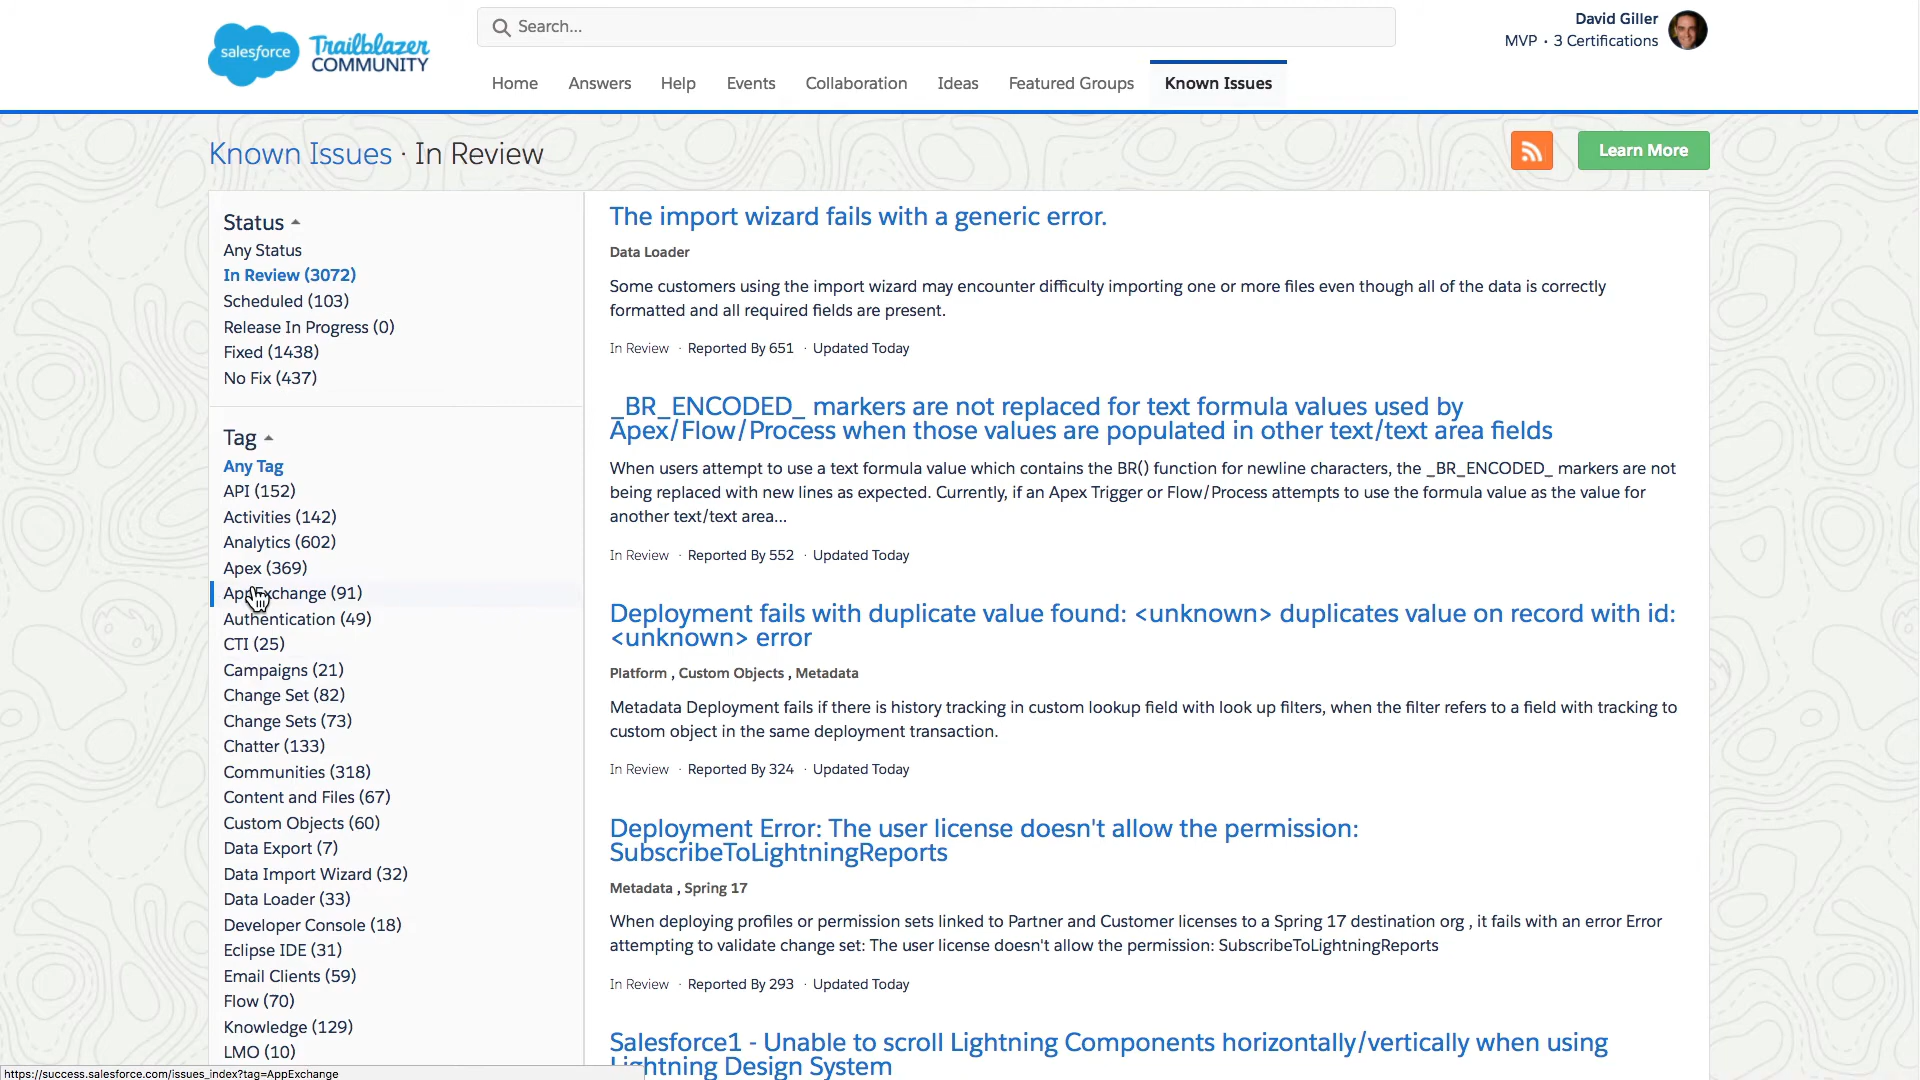 salesforce
Trailblazer
COMMUNITY
Search...
David Giller
MVP · 3 Certifications
Home
Answers
Help
Events
Collaboration
Ideas
Featured Groups
Known Issues
Known Issues · In Review
Learn More
Status
Any Status
In Review (3072)
Scheduled (103)
Release In Progress (0)
Fixed (1438)
No Fix (437)
Tag
Any Tag
API (152)
Activities (142)
Analytics (602)
Apex (369)
AppExchange (91)
Authentication (49)
CTI (25)
Campaigns (21)
Change Set (82)
Change Sets (73)
Chatter (133)
Communities (318)
Content and Files (67)
Custom Objects (60)
Data Export (7)
Data Import Wizard (32)
Data Loader (33)
Developer Console (18)
Eclipse IDE (31)
Email Clients (59)
Flow (70)
Knowledge (129)
LMO (10)
The import wizard fails with a generic error.
Data Loader
Some customers using the import wizard may encounter difficulty importing one or more files even though all of the data is correctly
formatted and all required fields are present.
In Review · Reported By 651 · Updated Today
_BR_ENCODED_ markers are not replaced for text formula values used by
Apex/Flow/Process when those values are populated in other text/text area fields
When users attempt to use a text formula value which contains the BR() function for newline characters, the _BR_ENCODED_ markers are not
being replaced with new lines as expected. Currently, if an Apex Trigger or Flow/Process attempts to use the formula value as the value for
another text/text area...
In Review · Reported By 552 · Updated Today
Deployment fails with duplicate value found: <unknown> duplicates value on record with id:
<unknown> error
Platform , Custom Objects , Metadata
Metadata Deployment fails if there is history tracking in custom lookup field with look up filters, when the filter refers to a field with tracking to
custom object in the same deployment transaction.
In Review · Reported By 324 · Updated Today
Deployment Error: The user license doesn't allow the permission:
SubscribeToLightningReports
Metadata , Spring 17
When deploying profiles or permission sets linked to Partner and Customer licenses to a Spring 17 destination org , it fails with an error Error
attempting to validate change set: The user license doesn't allow the permission: SubscribeToLightningReports
In Review · Reported By 293 · Updated Today
Salesforce1 - Unable to scroll Lightning Components horizontally/vertically when using
Lightning Design System
https://success.salesforce.com/issues_index?tag=AppExchange